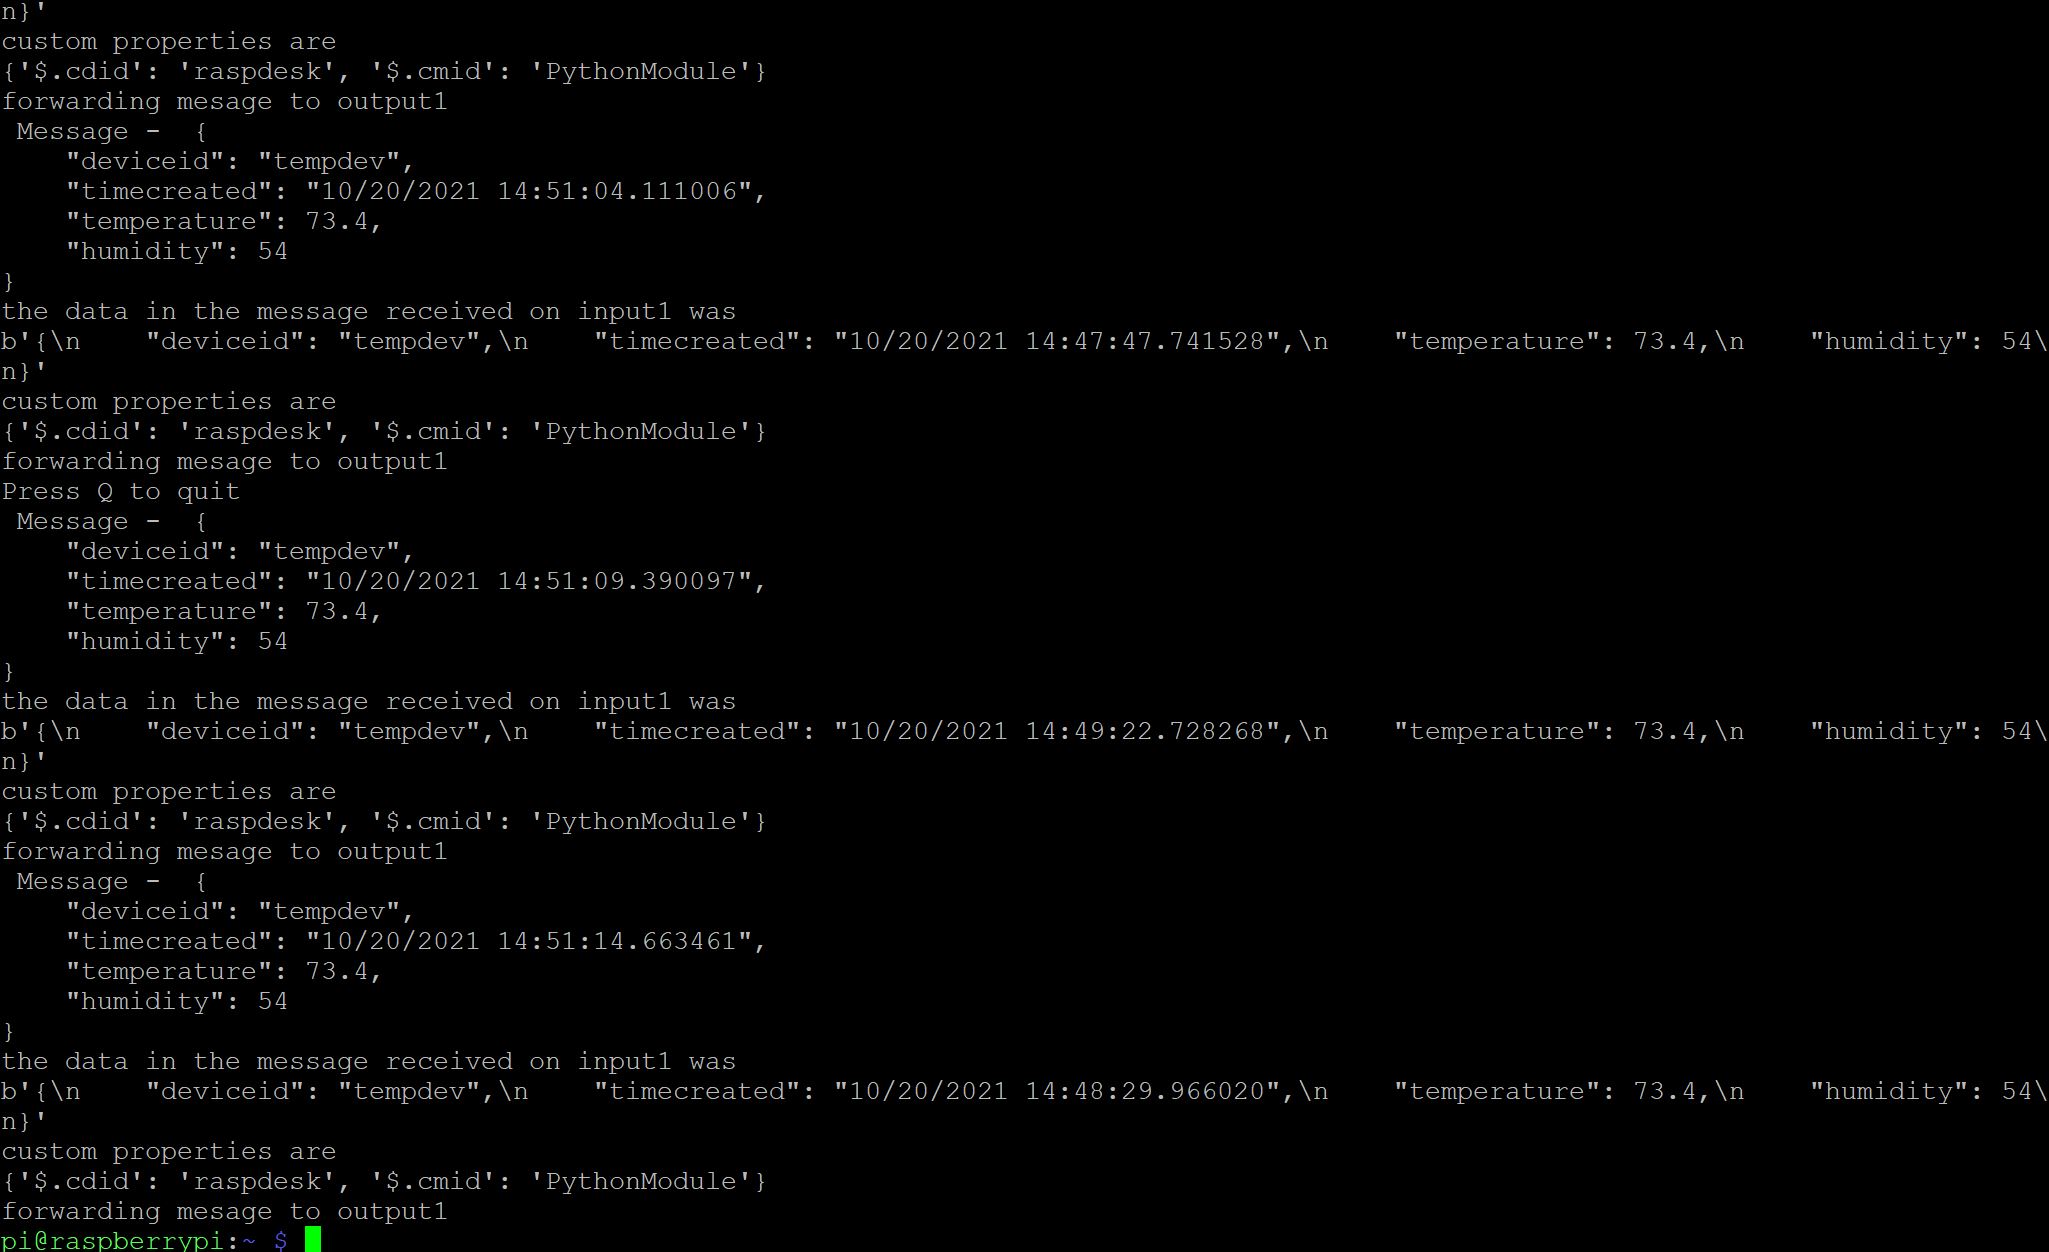 n}'
custom properties are
{'$.cdid': 'raspdesk', '$.cmid': 'PythonModule'}
forwarding mesage to output1
 Message -  {
    "deviceid": "tempdev",
    "timecreated": "10/20/2021 14:51:04.111006",
    "temperature": 73.4,
    "humidity": 54
}
the data in the message received on input1 was
b'{\n    "deviceid": "tempdev",\n    "timecreated": "10/20/2021 14:47:47.741528",\n    "temperature": 73.4,\n    "humidity": 54\
n}'
custom properties are
{'$.cdid': 'raspdesk', '$.cmid': 'PythonModule'}
forwarding mesage to output1
Press Q to quit
 Message -  {
    "deviceid": "tempdev",
    "timecreated": "10/20/2021 14:51:09.390097",
    "temperature": 73.4,
    "humidity": 54
}
the data in the message received on input1 was
b'{\n    "deviceid": "tempdev",\n    "timecreated": "10/20/2021 14:49:22.728268",\n    "temperature": 73.4,\n    "humidity": 54\
n}'
custom properties are
{'$.cdid': 'raspdesk', '$.cmid': 'PythonModule'}
forwarding mesage to output1
 Message -  {
    "deviceid": "tempdev",
    "timecreated": "10/20/2021 14:51:14.663461",
    "temperature": 73.4,
    "humidity": 54
}
the data in the message received on input1 was
b'{\n    "deviceid": "tempdev",\n    "timecreated": "10/20/2021 14:48:29.966020",\n    "temperature": 73.4,\n    "humidity": 54\
n}'
custom properties are
{'$.cdid': 'raspdesk', '$.cmid': 'PythonModule'}
forwarding mesage to output1
pi@raspberrypi:~ $